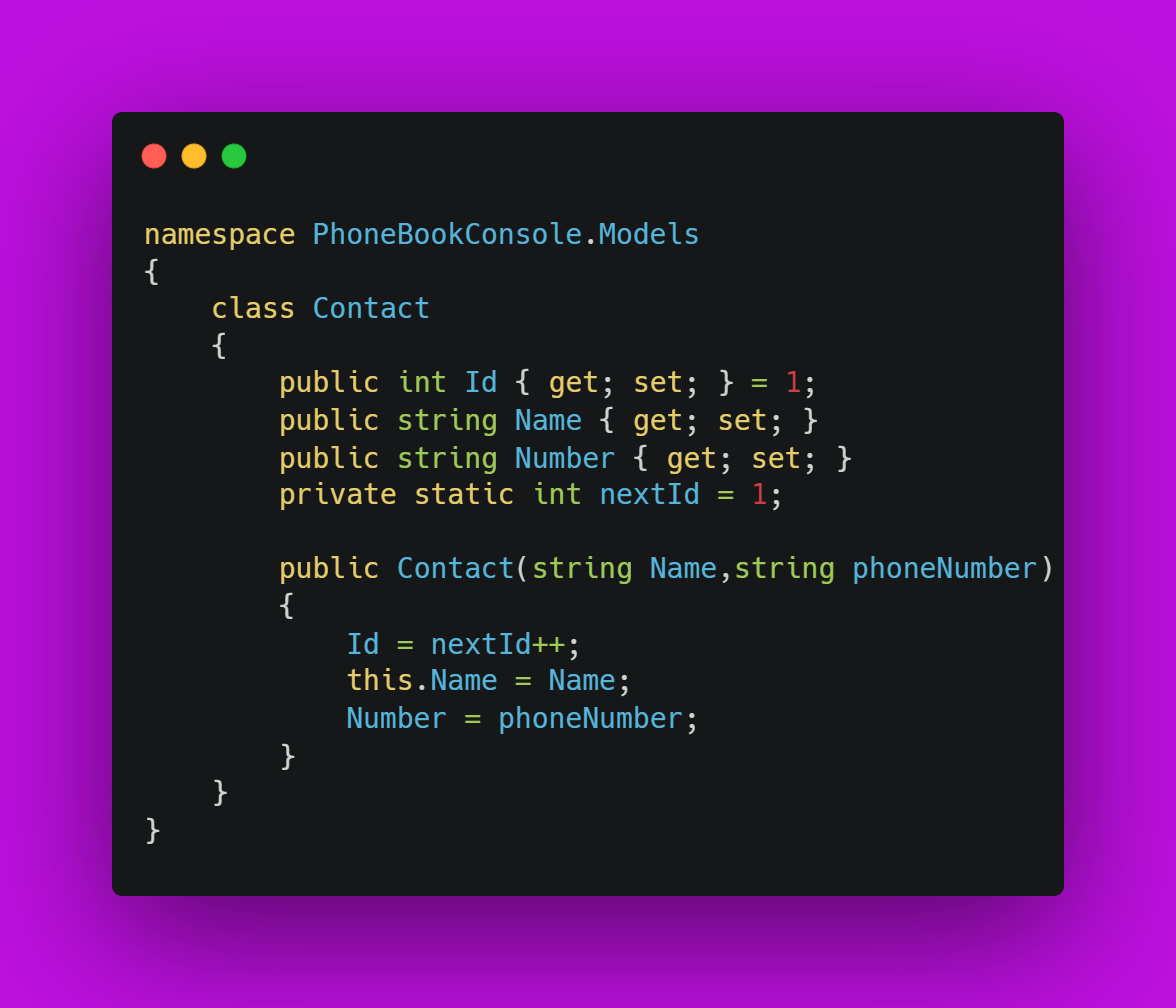 namespace PhoneBookConsole.Models
{
    class Contact
    {
        public int Id { get; set; } = 1;
        public string Name { get; set; }
        public string Number { get; set; }
        private static int nextId = 1;

        public Contact(string Name,string phoneNumber)
        {
            Id = nextId++;
            this.Name = Name;
            Number = phoneNumber;
        }
    }
}